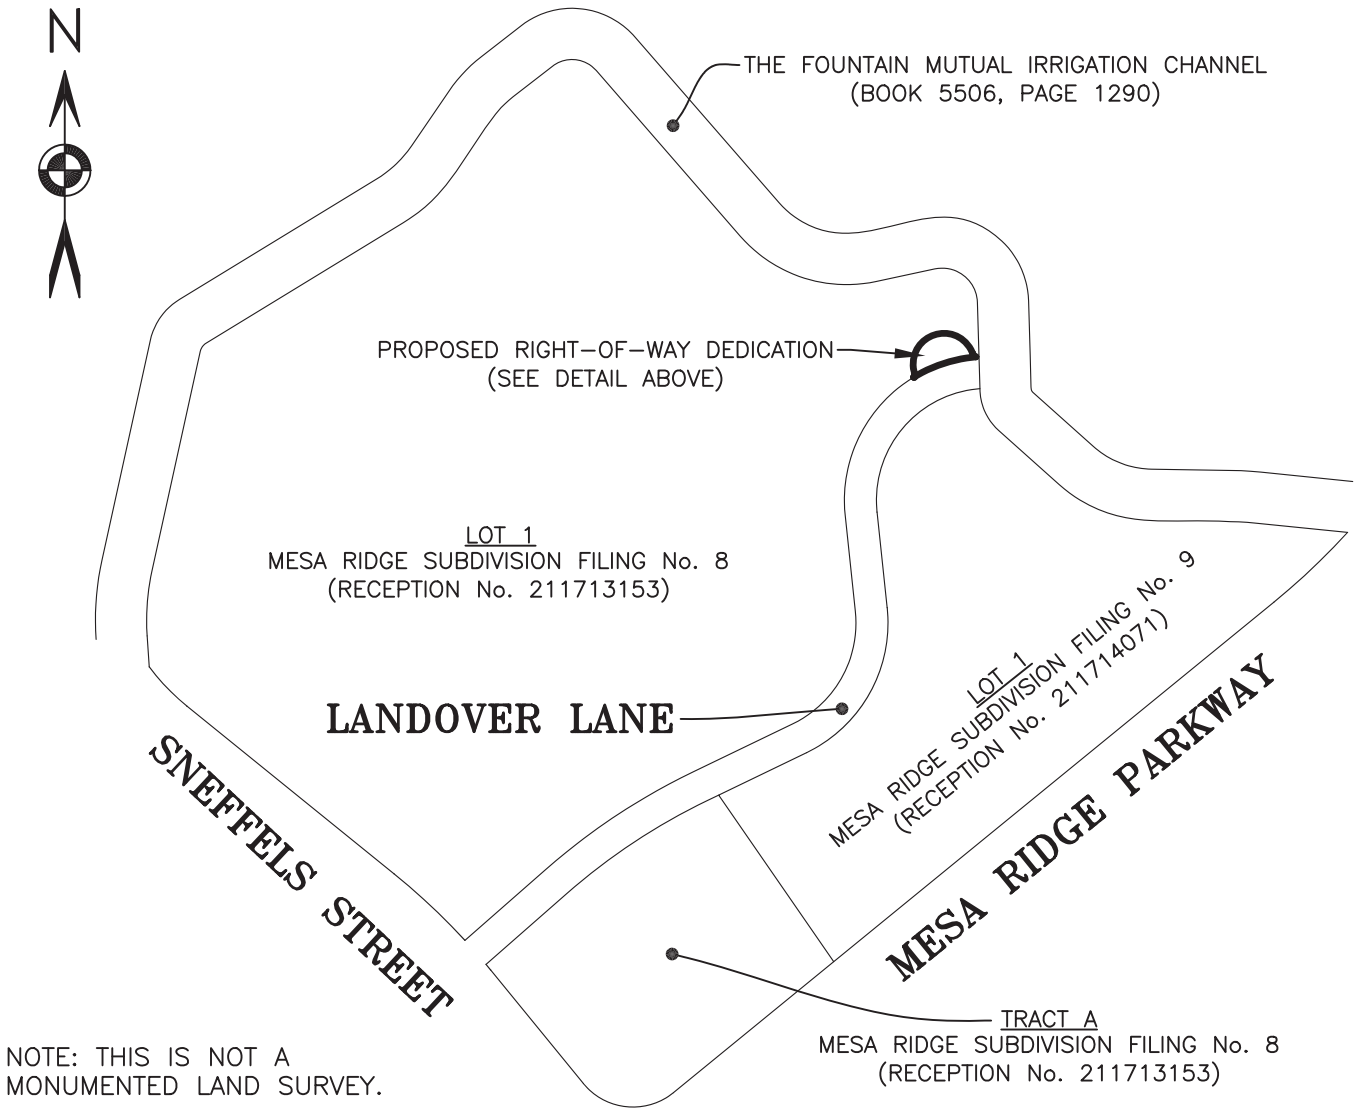 N
THE FOUNTAIN MUTUAL IRRIGATION CHANNEL
(BOOK 5506, PAGE 1290)
PROPOSED RIGHT-OF-WAY DEDICATION
(SEE DETAIL ABOVE)
LOT 1
MESA RIDGE SUBDIVISION FILING No. 8
(RECEPTION No. 211713153)
LOT 1
MESA RIDGE SUBDIVISION FILING No. 9
(RECEPTION No. 211714071)
LANDOVER LANE
SNEFFELS STREET
MESA RIDGE PARKWAY
TRACT A
MESA RIDGE SUBDIVISION FILING No. 8
(RECEPTION No. 211713153)
NOTE: THIS IS NOT A
MONUMENTED LAND SURVEY.